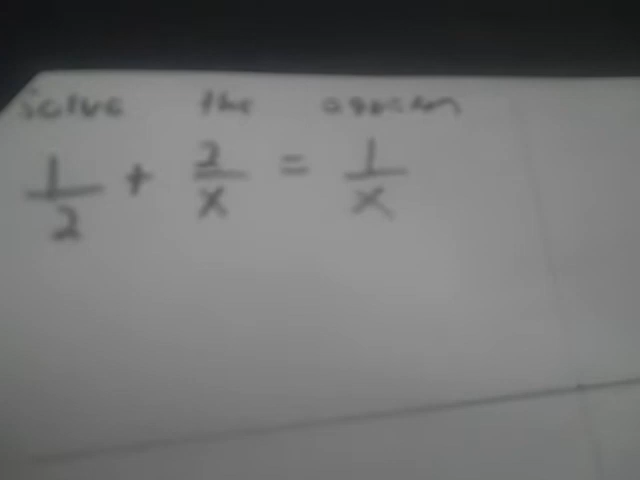 Solve the
1/2 + 2/x = 1/x